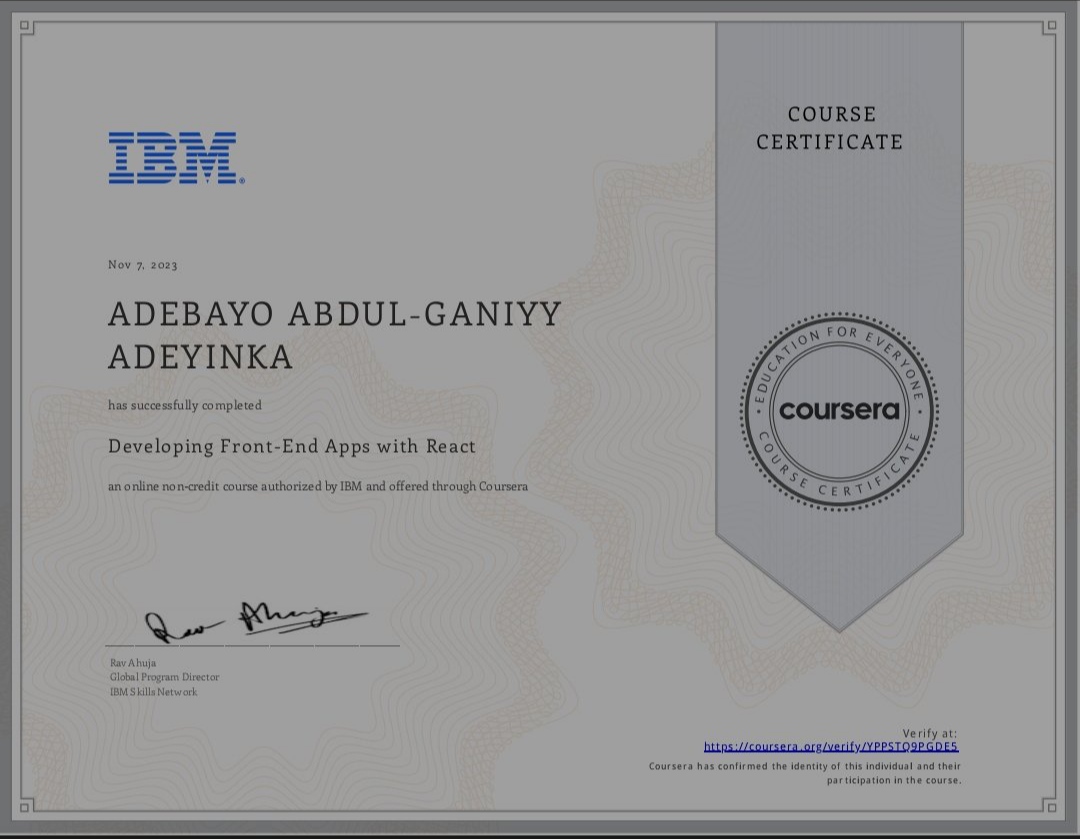 COURSE
CERTIFICATE
IBM®
Nov 7, 2023
ADEBAYO ABDUL-GANIYY
ADEYINKA
has successfully completed
Developing Front-End Apps with React
an online non-credit course authorized by IBM and offered through Coursera
EDUCATION FOR EVERYONE
coursera
COURSE CERTIFICATE
Rav Ahuja
Rav Ahuja
Global Program Director
IBM Skills Network
Verify at:
https://coursera.org/verify/YPPSTQ9PGDE5
Coursera has confirmed the identity of this individual and their
participation in the course.